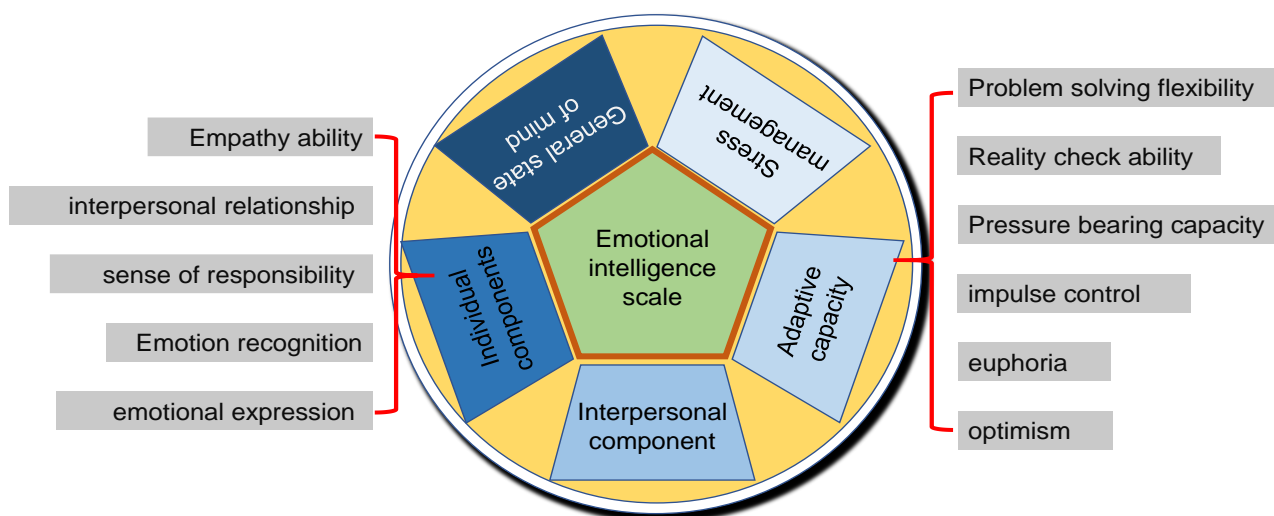 Empathy ability
interpersonal relationship
sense of responsibility
Emotion recognition
emotional expression
General state
of mind
Stress
management
Individual
components
Emotional
intelligence
scale
Adaptive
capacity
Interpersonal
component
Problem solving flexibility
Reality check ability
Pressure bearing capacity
impulse control
euphoria
optimism